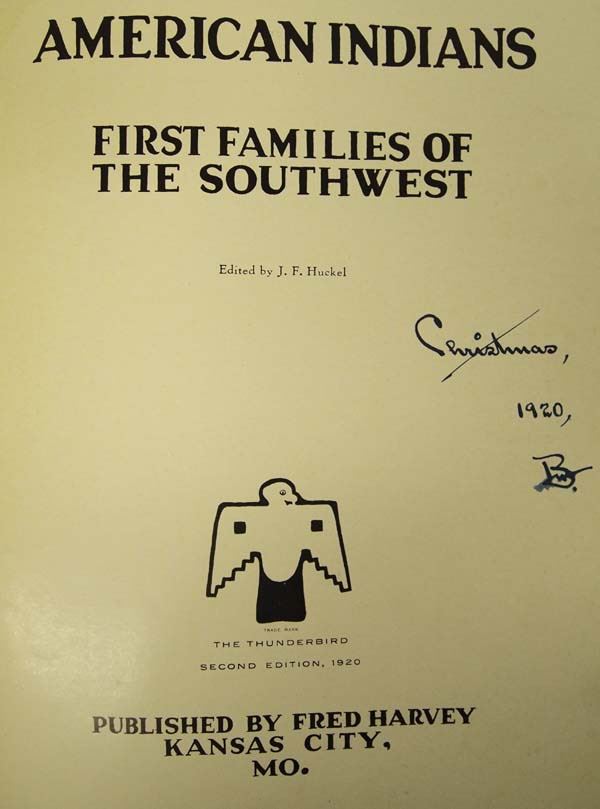 AMERICAN INDIANS
FIRST FAMILIES OF
THE SOUTHWEST
Edited by J. F. Huckel
Christmas,
1920,
TRADE MARK
THE THUNDERBIRD
SECOND EDITION, 1920
PUBLISHED BY FRED HARVEY
KANSAS CITY,
MO.